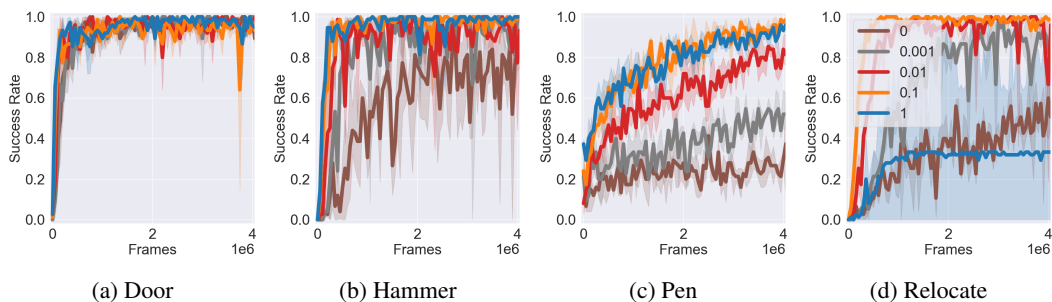 1.0
0.8
0.6
0.4
0.2
0.0
Success Rate
0 2 4
Frames 1e6
(a) Door
1.0
0.8
0.6
0.4
0.2
0.0
Success Rate
0 2 4
Frames 1e6
(b) Hammer
1.0
0.8
0.6
0.4
0.2
0.0
Success Rate
0 2 4
Frames 1e6
(c) Pen
1.0
0.8
0.6
0.4
0.2
0.0
Success Rate
0
0.001
0.01
0.1
1
0 2 4
Frames 1e6
(d) Relocate